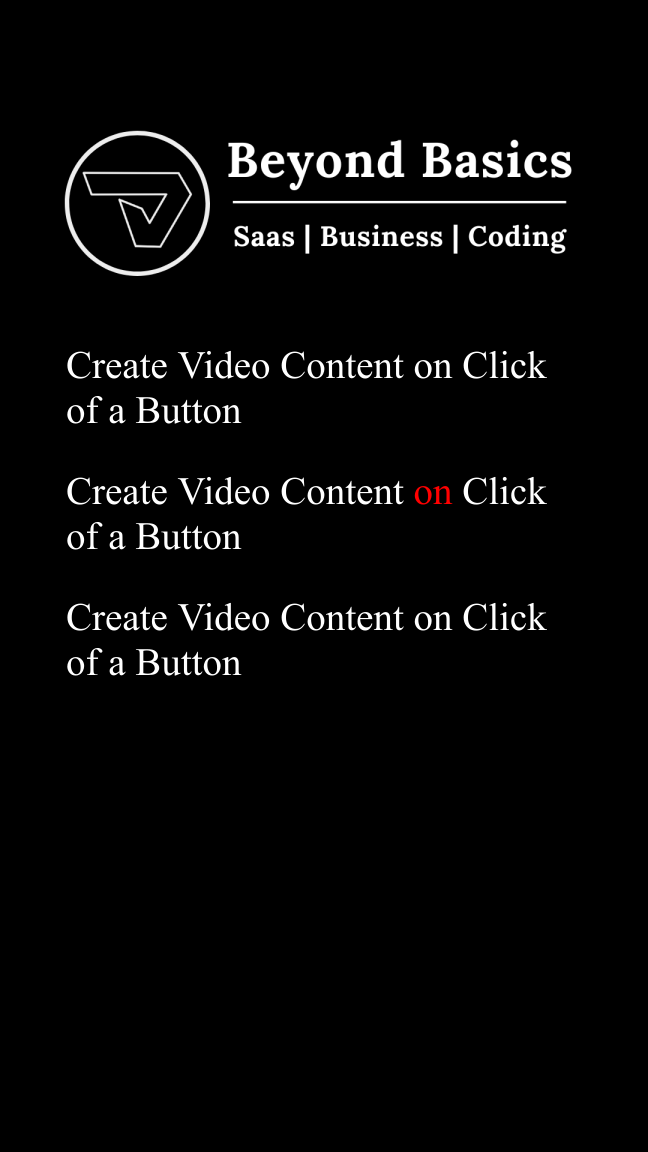 Beyond Basics
Saas | Business | Coding
Create Video Content on Click
of a Button
Create Video Content on Click
of a Button
Create Video Content on Click
of a Button